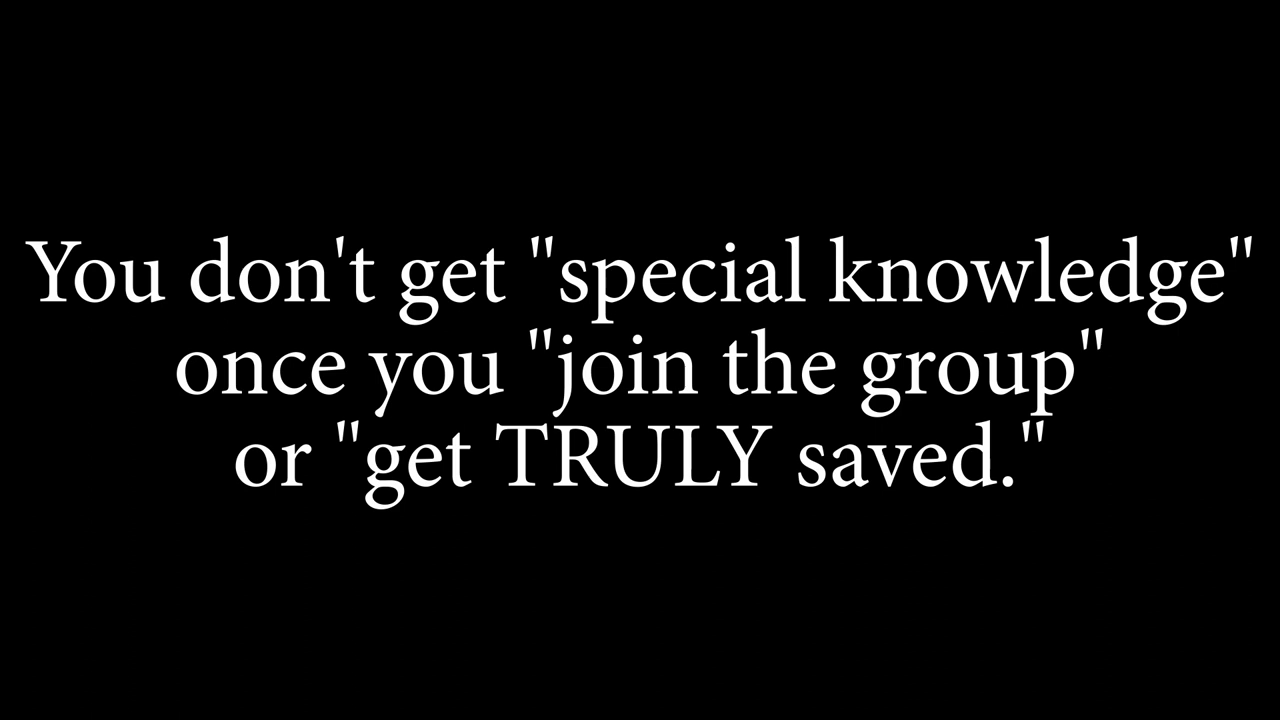 You don't get "special knowledge"
once you "join the group"
or "get TRULY saved."